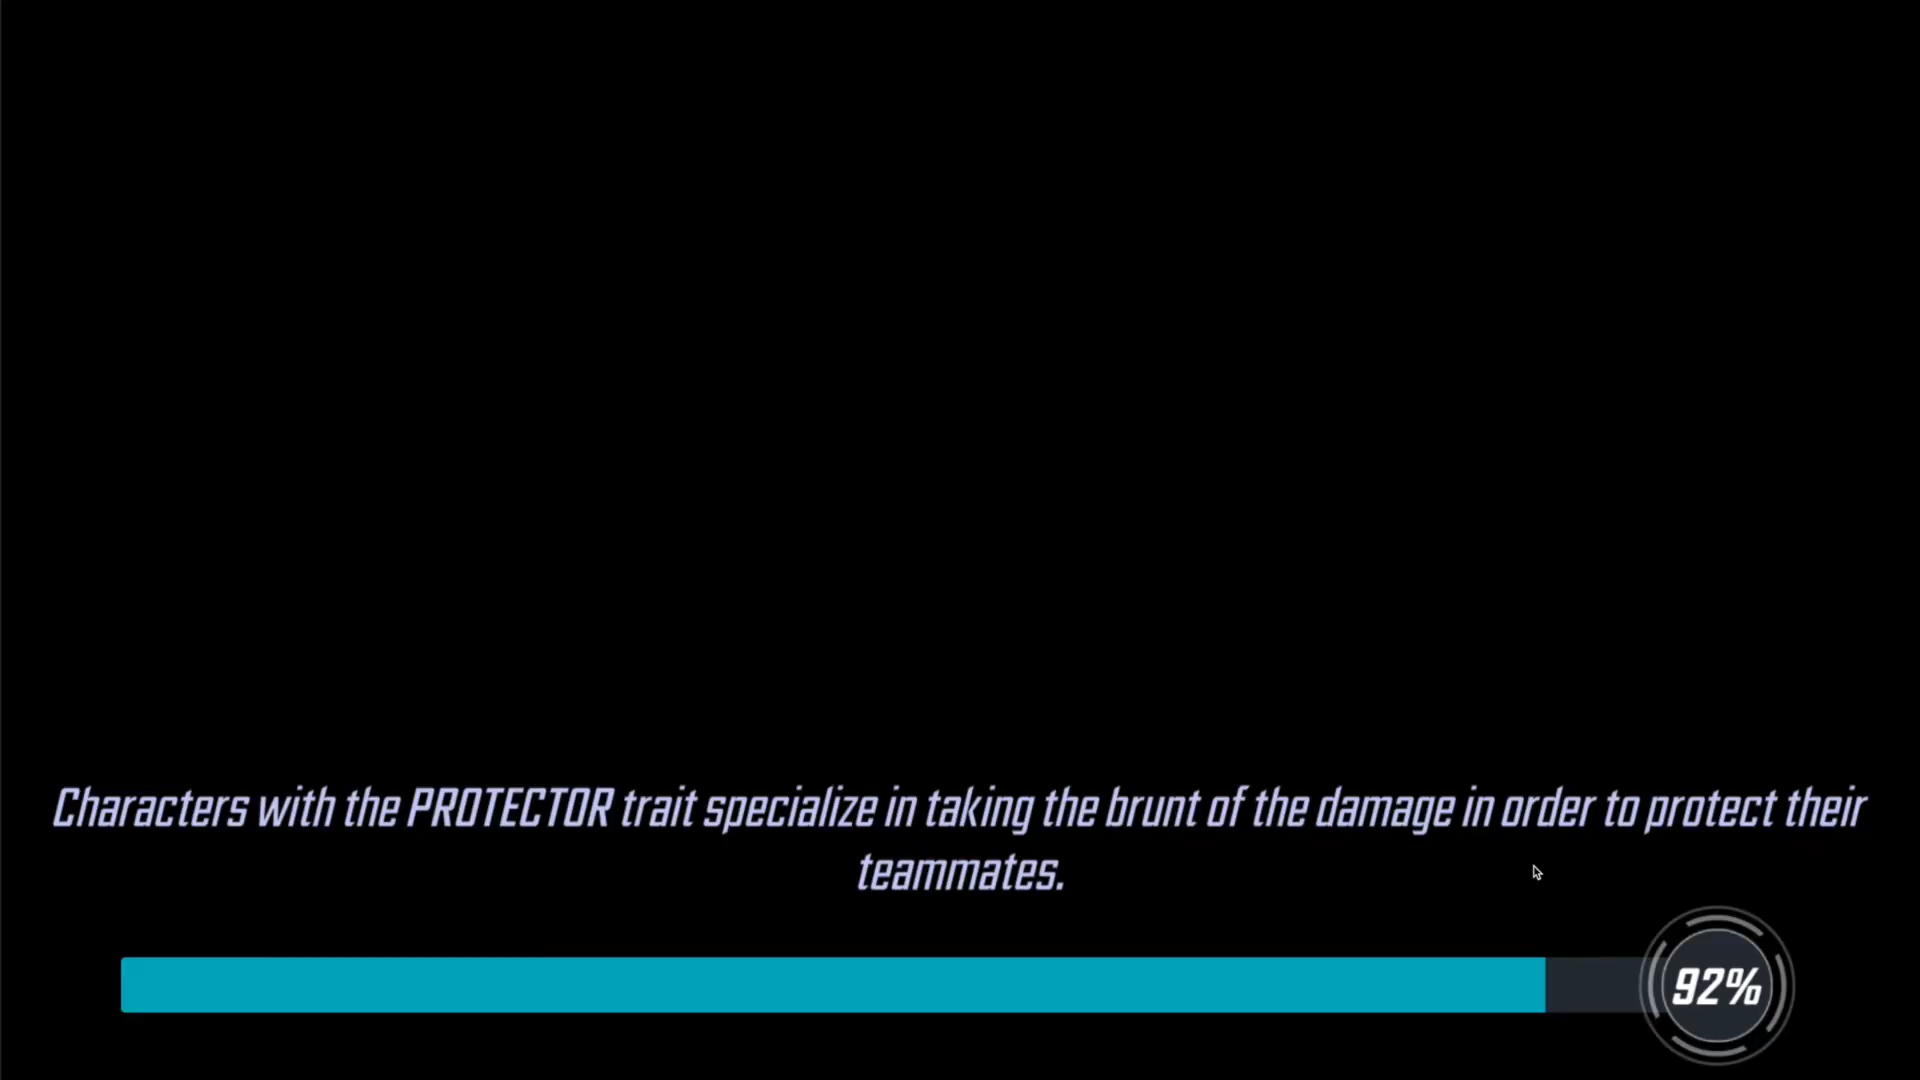 Characters with the PROTECTOR trait specialize in taking the brunt of the damage in order to protect their
teammates.
92%